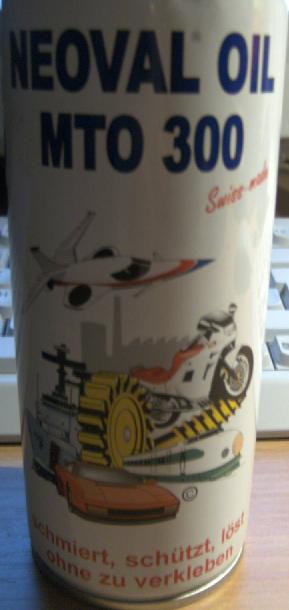 NEOVAL OIL
MTO 300
Swiss made
©
schmiert, schützt, löst
ohne zu verkleben